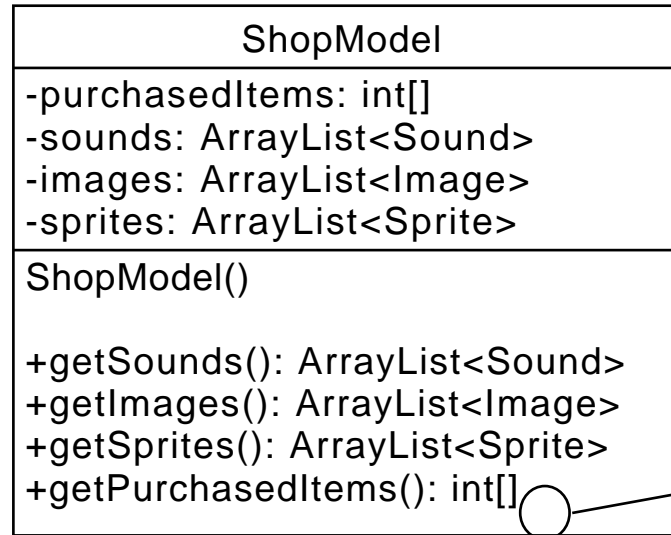 ShopModel
-purchasedItems: int[]
-sounds: ArrayList<Sound>
-images: ArrayList<Image>
-sprites: ArrayList<Sprite>
ShopModel()
+getSounds(): ArrayList<Sound>
+getImages(): ArrayList<Image>
+getSprites(): ArrayList<Sprite>
+getPurchasedItems(): int[]